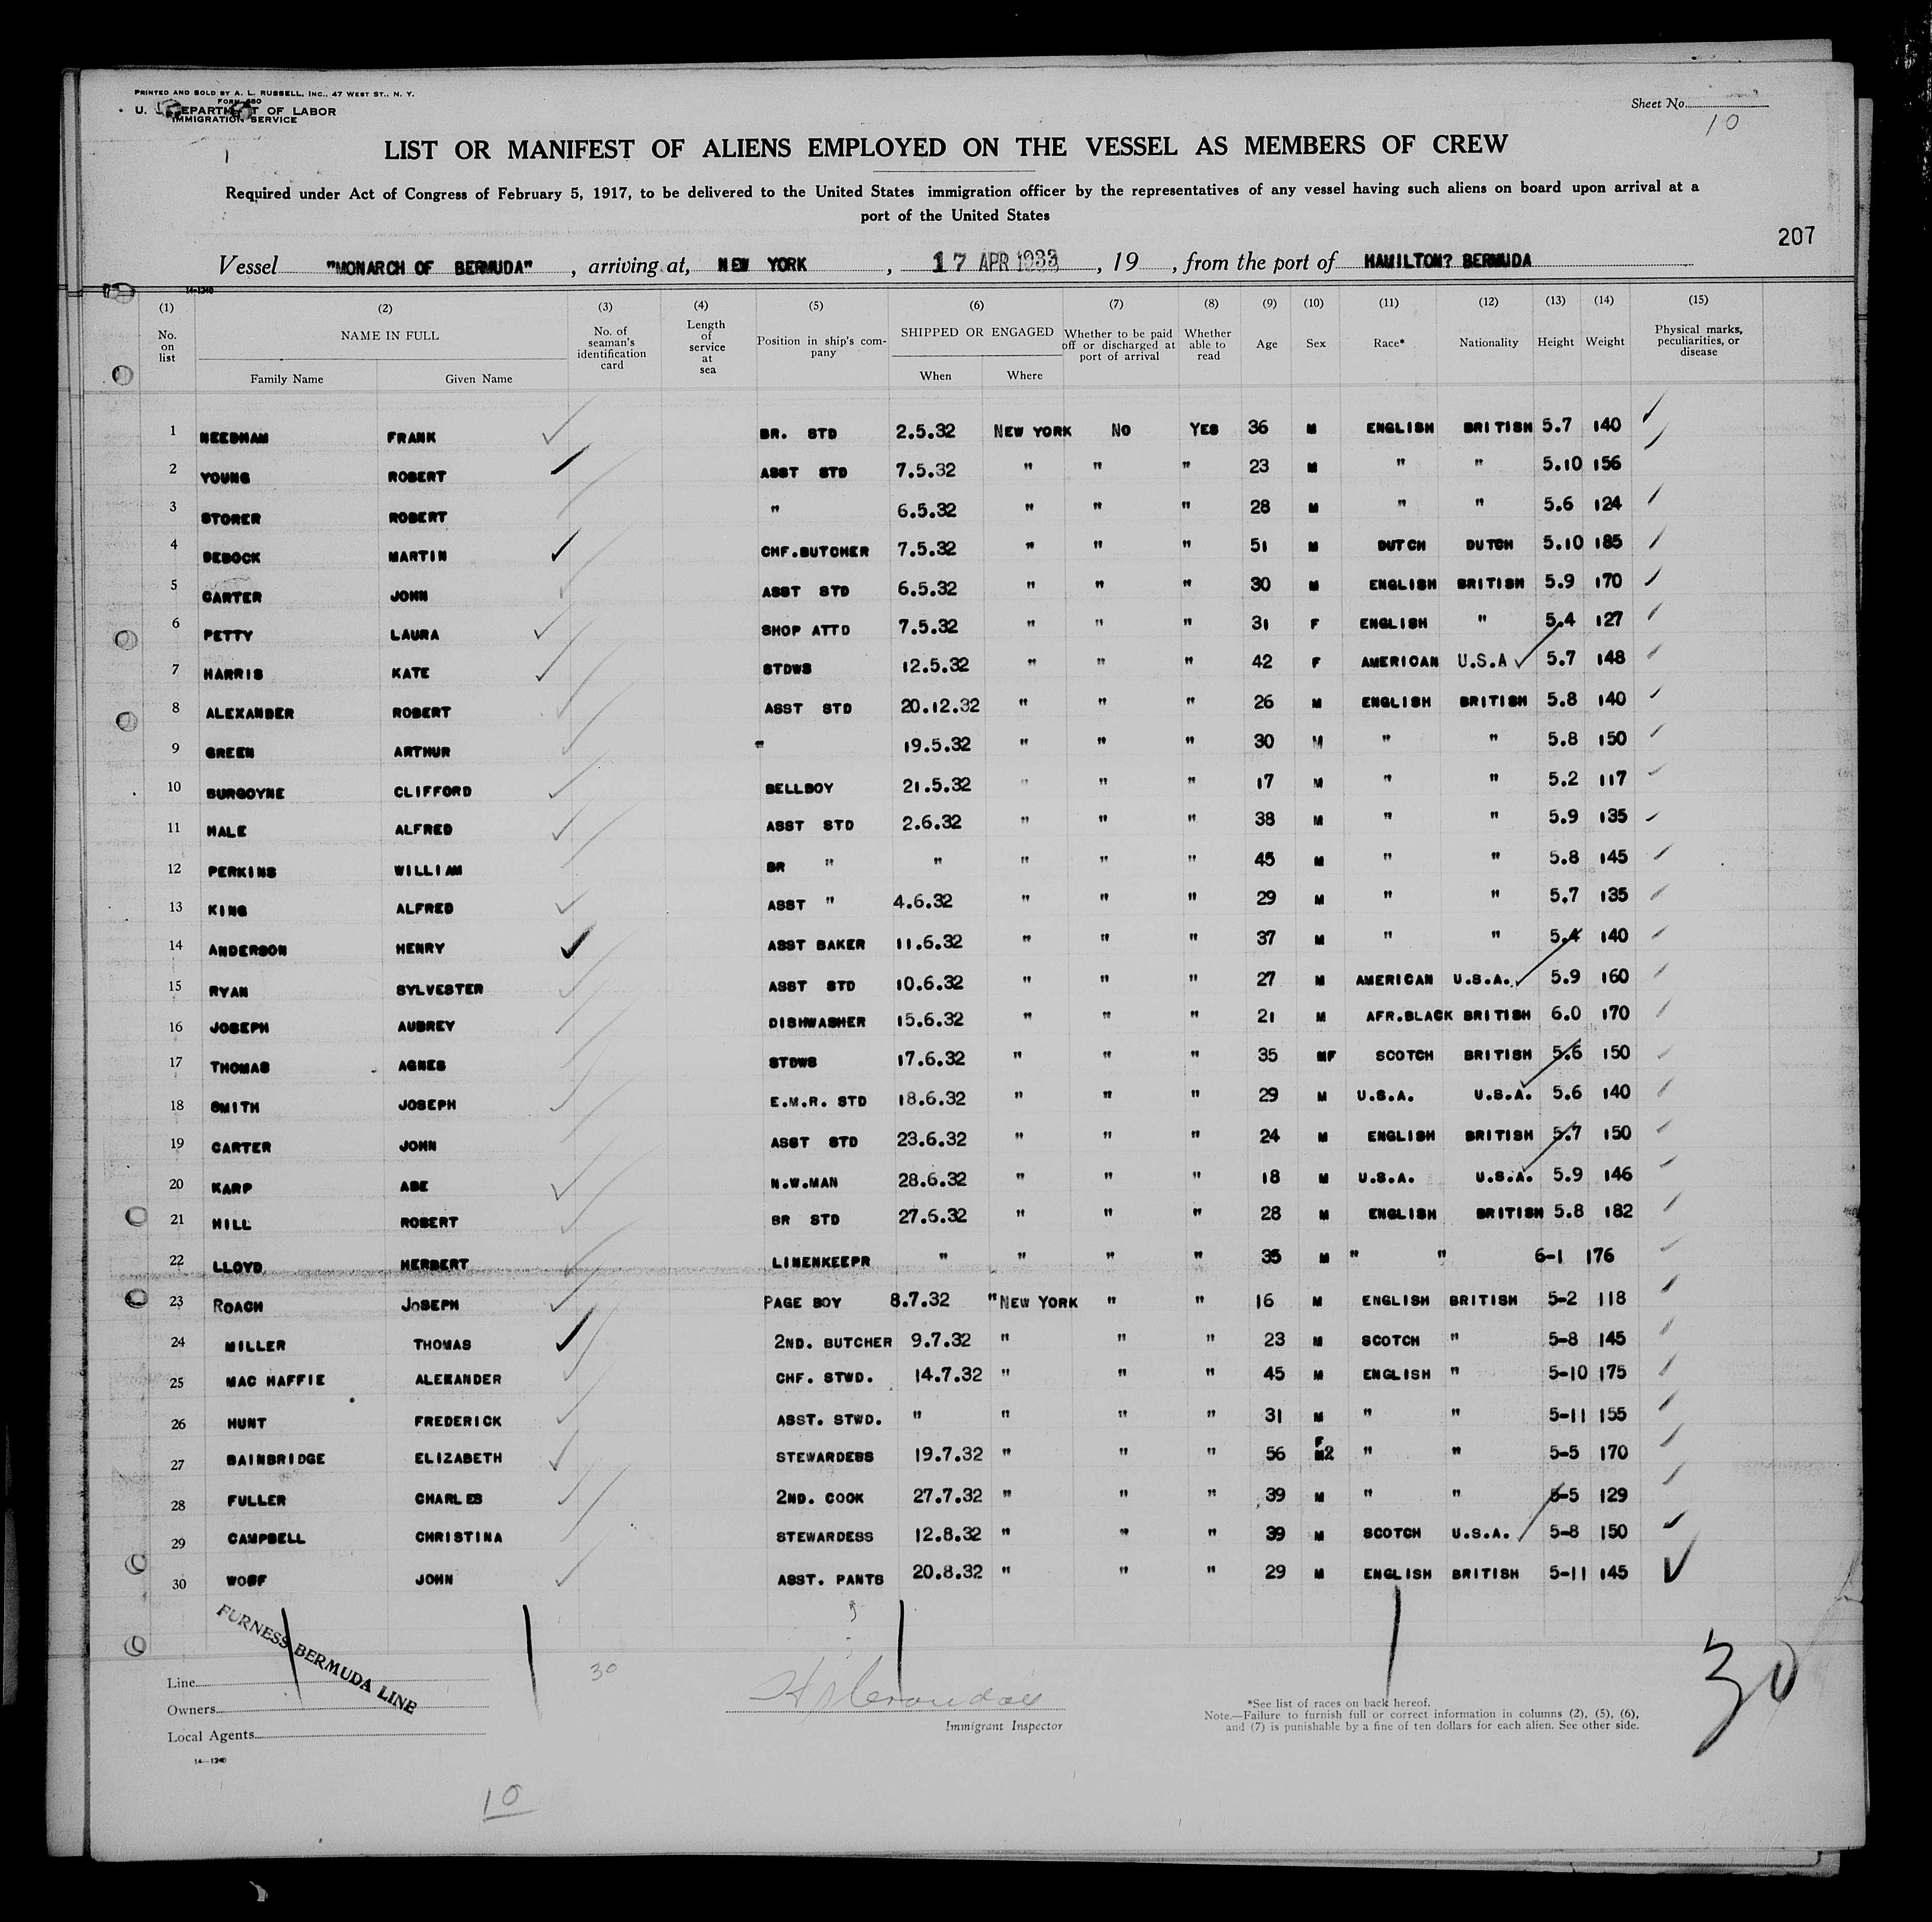 PRINTED AND SOLD BY A. L. RUSSELL, INC., 47 WEST ST., N. Y.
U. DEPARTMENT OF LABOR
IMMIGRATION SERVICE
Sheet No.
10
LIST OR MANIFEST OF ALIENS EMPLOYED ON THE VESSEL AS MEMBERS OF CREW
Required under Act of Congress of February 5, 1917, to be delivered to the United States immigration officer by the representatives of any vessel having such aliens on board upon arrival at a
port of the United States
207
Vessel "MONARCH OF BERMUDA", arriving at, NEW YORK, 17 APR 1933, 19 , from the port of HAMILTON? BERMUDA
14-1240
(1) (2) (3) (4) (5) (6) (7) (8) (9) (10) (11) (12) (13) (14) (15)
No. on list NAME IN FULL Family Name Given Name No. of seaman's identification card Length of service at sea Position in ship's company SHIPPED OR ENGAGED When Where Whether to be paid off or discharged at port of arrival Whether able to read Age Sex Race* Nationality Height Weight Physical marks, peculiarities, or disease
1 NEEDHAM FRANK BR. STD 2.5.32 NEW YORK NO YES 36 M ENGLISH BRITISH 5.7 140
2 YOUNG ROBERT ASST STD 7.5.32 " " " 23 M " " 5.10 156
3 STORER ROBERT " 6.5.32 " " " 28 M " " 5.6 124
4 DEBOCK MARTIN CHF.BUTCHER 7.5.32 " " " 51 M DUTCH DUTCH 5.10 185
5 CARTER JOHN ASST STD 6.5.32 " " " 30 M ENGLISH BRITISH 5.9 170
6 PETTY LAURA SHOP ATTD 7.5.32 " " " 31 F ENGLISH " 5.4 127
7 HARRIS KATE STDWS 12.5.32 " " " 42 F AMERICAN U.S.A 5.7 148
8 ALEXANDER ROBERT ASST STD 20.12.32 " " " 26 M ENGLISH BRITISH 5.8 140
9 GREEN ARTHUR " 19.5.32 " " " 30 M " " 5.8 150
10 BURGOYNE CLIFFORD BELLBOY 21.5.32 " " " 17 M " " 5.2 117
11 HALE ALFRED ASST STD 2.6.32 " " " 38 M " " 5.9 135
12 PERKINS WILLIAM BR " " " " " 45 M " " 5.8 145
13 KING ALFRED ASST " 4.6.32 " " " 29 M " " 5.7 135
14 ANDERSON HENRY ASST BAKER 11.6.32 " " " 37 M " " 5.4 140
15 RYAN SYLVESTER ASST STD 10.6.32 " " " 27 M AMERICAN U.S.A. 5.9 160
16 JOSEPH AUBREY DISHWASHER 15.6.32 " " " 21 M AFR.BLACK BRITISH 6.0 170
17 THOMAS AGNES STDWS 17.6.32 " " " 35 MF SCOTCH BRITISH 5.6 150
18 SMITH JOSEPH E.M.R. STD 18.6.32 " " " 29 M U.S.A. U.S.A. 5.6 140
19 CARTER JOHN ASST STD 23.6.32 " " " 24 M ENGLISH BRITISH 5.7 150
20 KARP ABE N.W.MAN 28.6.32 " " " 18 M U.S.A. U.S.A. 5.9 146
21 HILL ROBERT BR STD 27.6.32 " " " 28 M ENGLISH BRITISH 5.8 182
22 LLOYD HERBERT LINENKEEPR " " " " 35 M " " 6-1 176
23 ROACH JOSEPH PAGE BOY 8.7.32 "NEW YORK " " 16 M ENGLISH BRITISH 5-2 118
24 MILLER THOMAS 2ND. BUTCHER 9.7.32 " " " 23 M SCOTCH " 5-8 145
25 MAC HAFFIE ALEXANDER CHF. STWD. 14.7.32 " " " 45 M ENGLISH " 5-10 175
26 HUNT FREDERICK ASST. STWD. " " " " 31 M " " 5-11 155
27 BAINBRIDGE ELIZABETH STEWARDESS 19.7.32 " " " 56 F " " 5-5 170
28 FULLER CHARLES 2ND. COOK 27.7.32 " " " 39 M " " 5-5 129
29 CAMPBELL CHRISTINA STEWARDESS 12.8.32 " " " 39 M SCOTCH U.S.A. 5-8 150
30 JOHN ASST. PANTS 20.8.32 " " " 29 M ENGLISH BRITISH 5-11 145
FURNESS BERMUDA LINE
Line
Owners
Local Agents
14-1240
30
Immigrant Inspector
*See list of races on back hereof.
Note.—Failure to furnish full or correct information in columns (2), (5), (6),
and (7) is punishable by a fine of ten dollars for each alien. See other side.
30
10